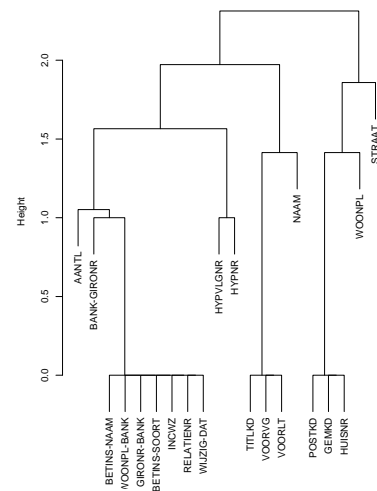 Height
2.0
1.5
1.0
0.5
0.0
AANTL
BANK-GIRONR
BETINS-NAAM
WOONPL-BANK
GIRONR-BANK
BETINS-SOORT
INCWZ
RELATIENR
WIJZIG-DAT
HYPVLGNR
HYPNR
TITLKD
VOORVG
VOORLT
NAAM
POSTKD
GEMKD
HUISNR
WOONPL
STRAAT